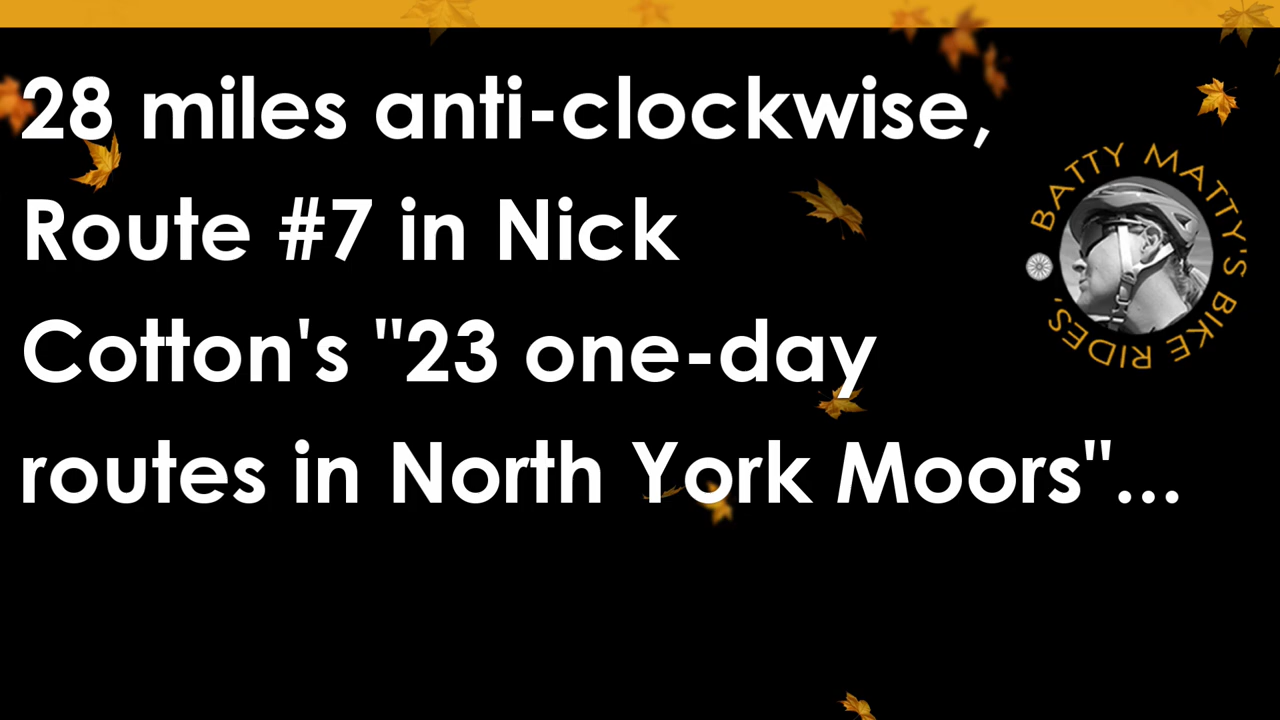 28 miles anti-clockwise,
Route #7 in Nick
Cotton's "23 one-day
routes in North York Moors"...
BATTY MATTY'S BIKE RIDES,